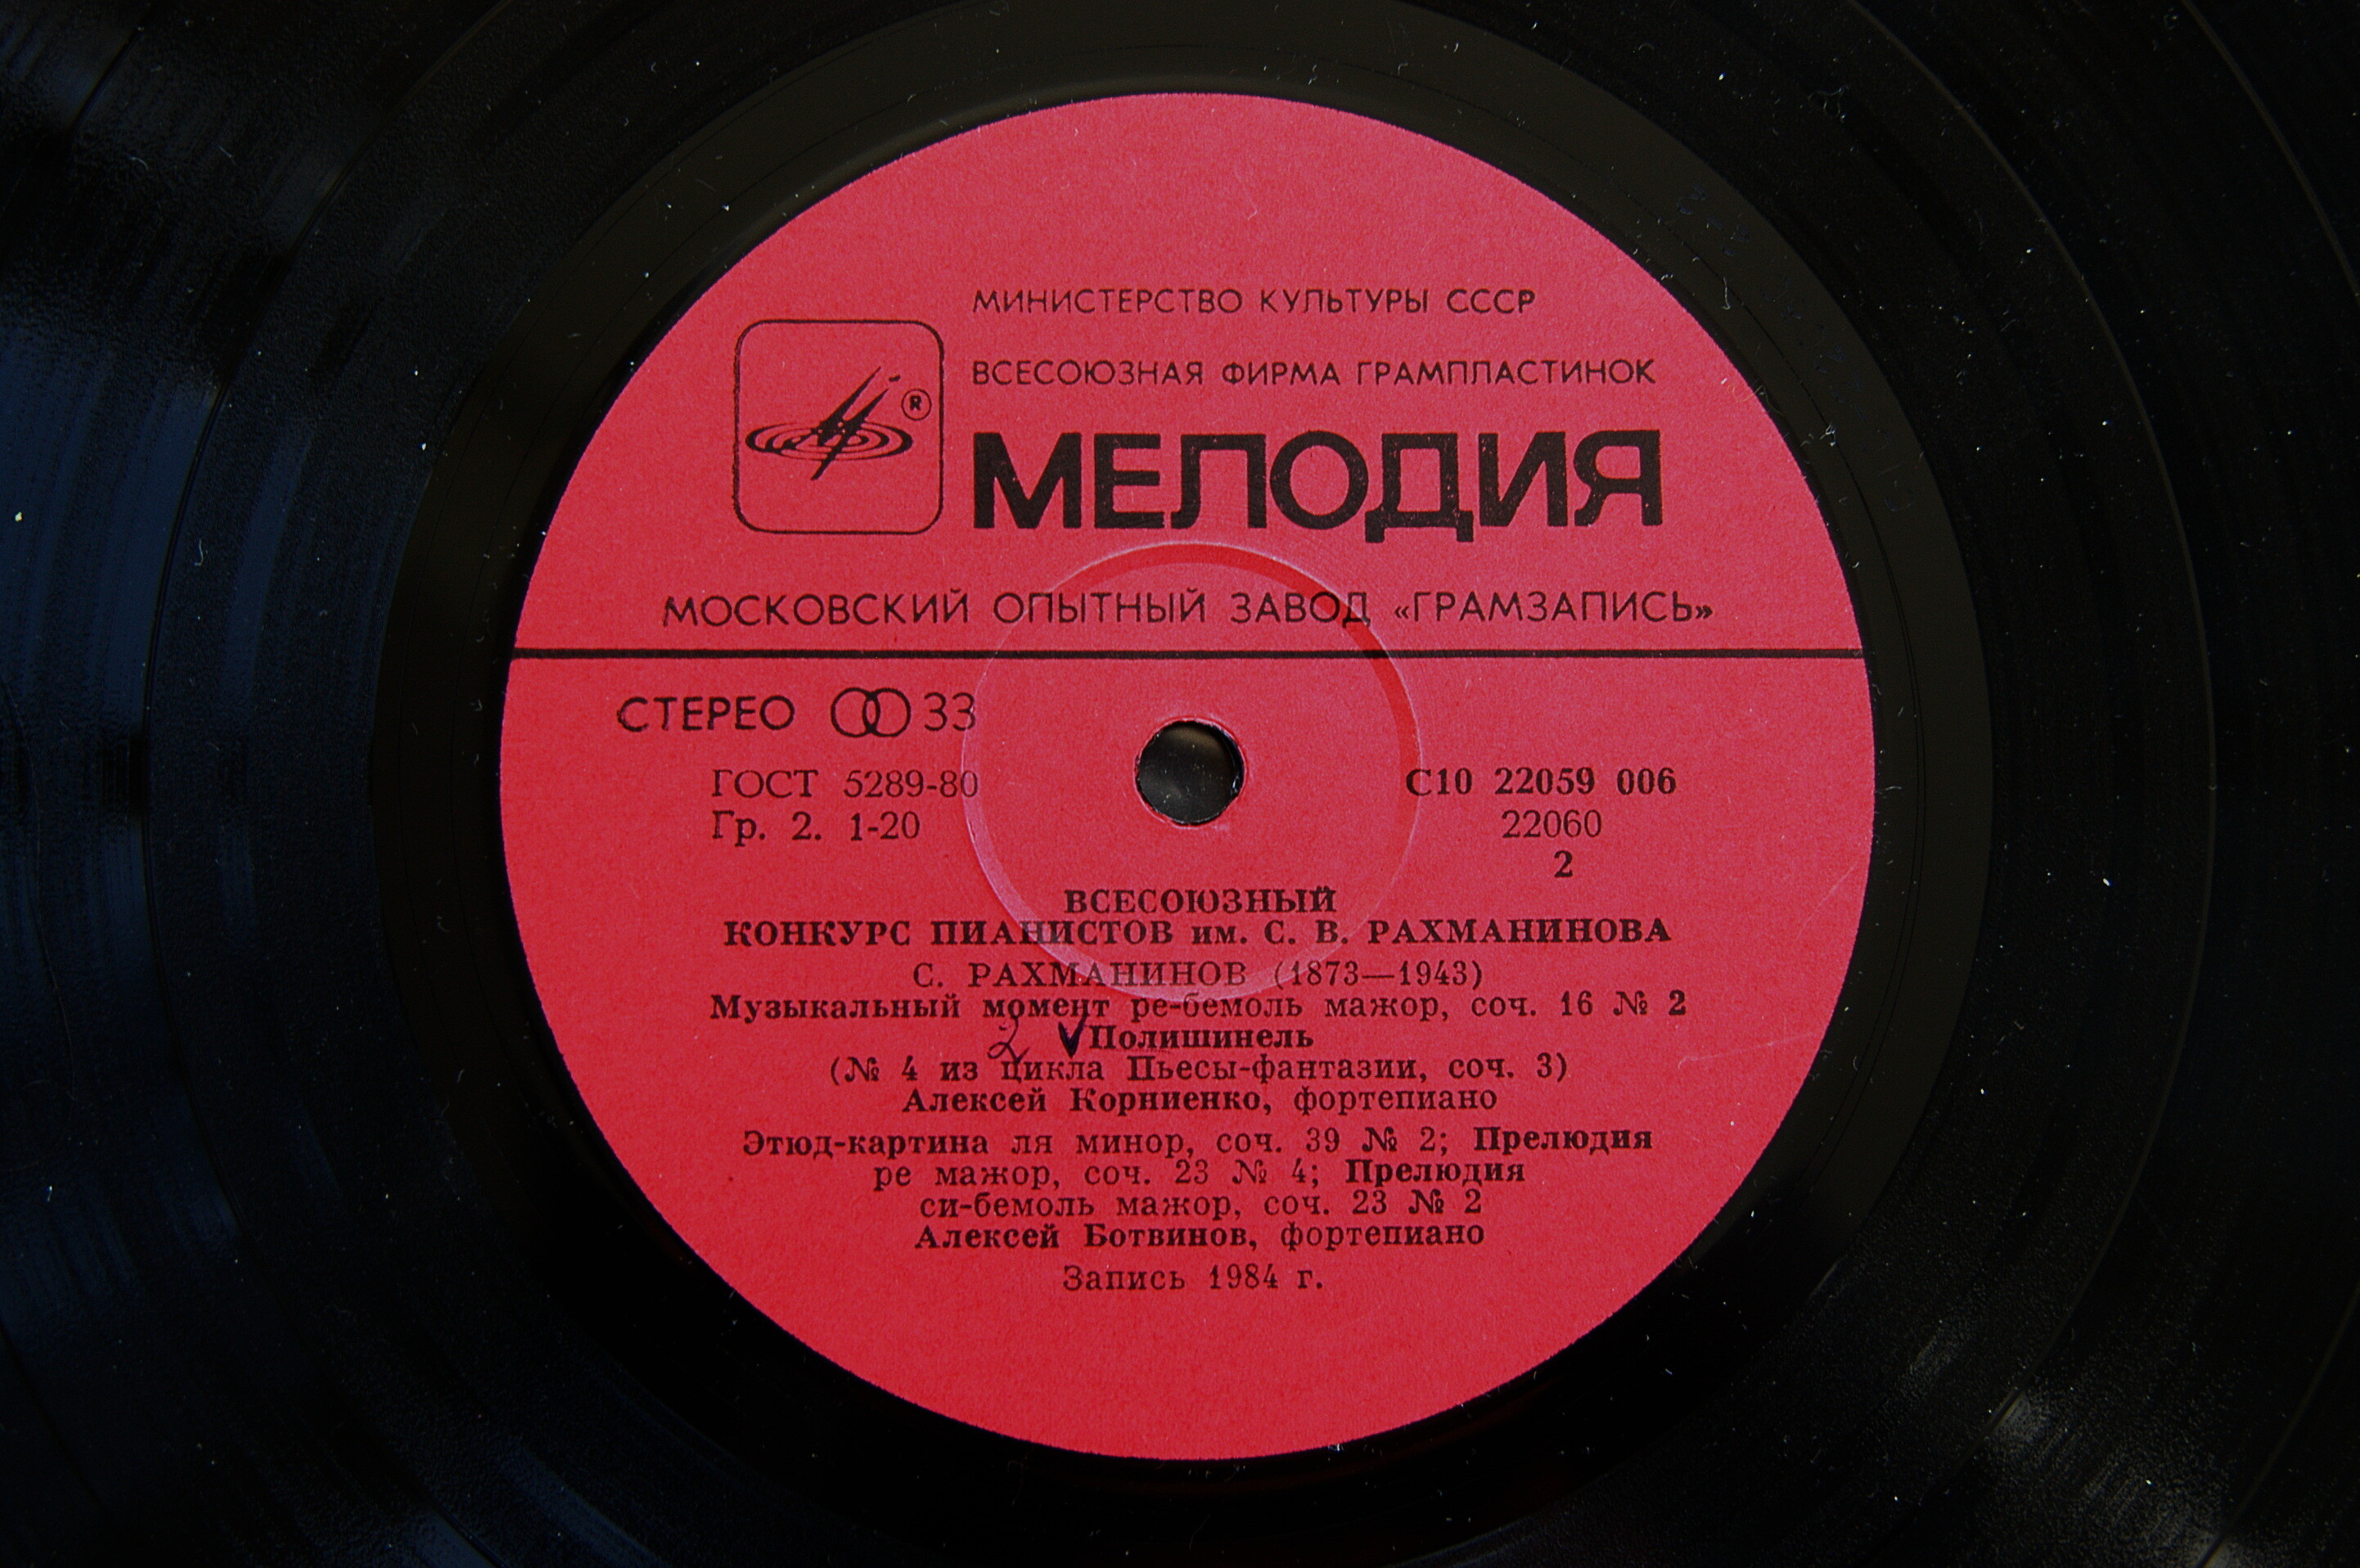 МИНИСТЕРСТВО КУЛЬТУРЫ СССР
ВСЕСОЮЗНАЯ ФИРМА ГРАМПЛАСТИНОК
®
МЕЛОДИЯ
МОСКОВСКИЙ ОПЫТНЫЙ ЗАВОД «ГРАМЗАПИСЬ»
СТЕРЕО 33
ГОСТ 5289-80
Гр. 2. 1-20
С10 22059 006
22060
2
ВСЕСОЮЗНЫЙ
КОНКУРС ПИАНИСТОВ им. С. В. РАХМАНИНОВА
С. РАХМАНИНОВ (1873—1943)
Музыкальный момент ре-бемоль мажор, соч. 16 № 2
2 Полишинель
(№ 4 из цикла Пьесы-фантазии, соч. 3)
Алексей Корниенко, фортепиано
Этюд-картина ля минор, соч. 39 № 2; Прелюдия
ре мажор, соч. 23 № 4; Прелюдия
си-бемоль мажор, соч. 23 № 2
Алексей Ботвинов, фортепиано
Запись 1984 г.